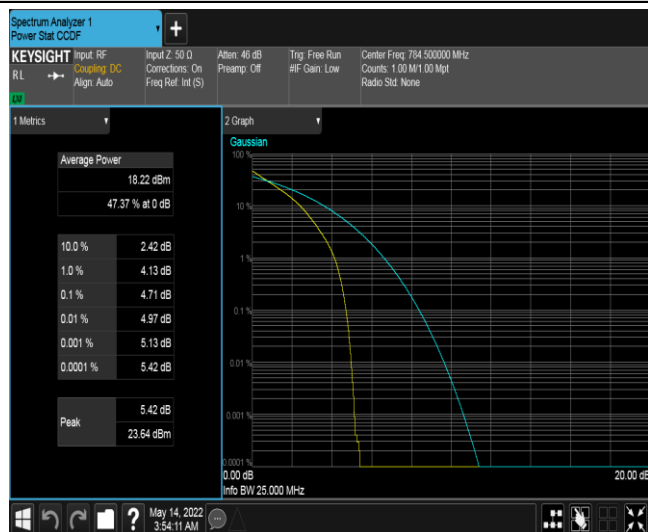 Spectrum Analyzer 1
Power Stat CCDF
+
KEYSIGHT
RL
LXI
Input: RF
Coupling: DC
Align: Auto
Input Z: 50 Ω
Corrections: On
Freq Ref: Int (S)
Atten: 46 dB
Preamp: Off
Trig: Free Run
#IF Gain: Low
Center Freq: 784.500000 MHz
Counts: 1.00 M/1.00 Mpt
Radio Std: None
1 Metrics
Average Power
18.22 dBm
47.37 % at 0 dB
10.0 % 2.42 dB
1.0 % 4.13 dB
0.1 % 4.71 dB
0.01 % 4.97 dB
0.001 % 5.13 dB
0.0001 % 5.42 dB
Peak
5.42 dB
23.64 dBm
2 Graph
Gaussian
100 %
10 %
1 %
0.1 %
0.01 %
0.001 %
0.0001 %
0.00 dB 20.00 dB
Info BW 25.000 MHz
?
May 14, 2022
3:54:11 AM